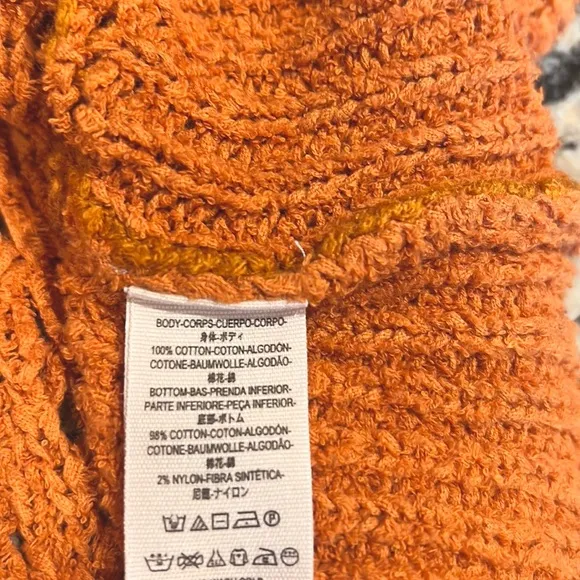 BODY-CORPS-CUERPO-CORPO-
身体-ボディ
100% COTTON-COTON-ALGODÓN-
COTONE-BAUMWOLLE-ALGODÃO-
棉花-綿
BOTTOM-BAS-PRENDA INFERIOR-
PARTE INFERIORE-PEÇA INFERIOR-
底部-ボトム
98% COTTON-COTON-ALGODÓN-
COTONE-BAUMWOLLE-ALGODÃO-
棉花-綿
2% NYLON-FIBRA SINTÉTICA-
尼龍-ナイロン